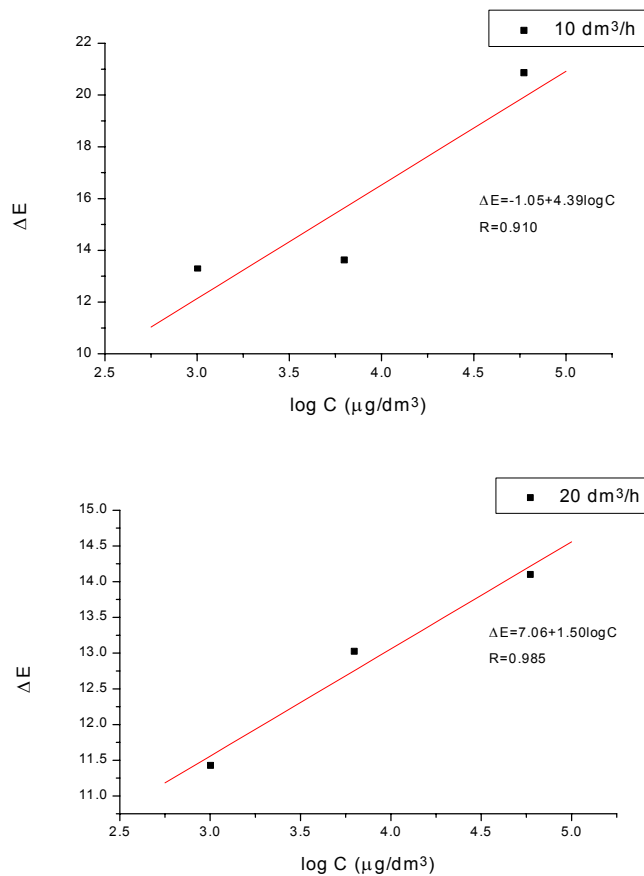 10 dm³/h
22
20
18
16
14
12
10
ΔE
ΔE=-1.05+4.39logC
R=0.910
2.5 3.0 3.5 4.0 4.5 5.0
log C (μg/dm³)
20 dm³/h
15.0
14.5
14.0
13.5
13.0
12.5
12.0
11.5
11.0
ΔE
ΔE=7.06+1.50logC
R=0.985
2.5 3.0 3.5 4.0 4.5 5.0
log C (μg/dm³)